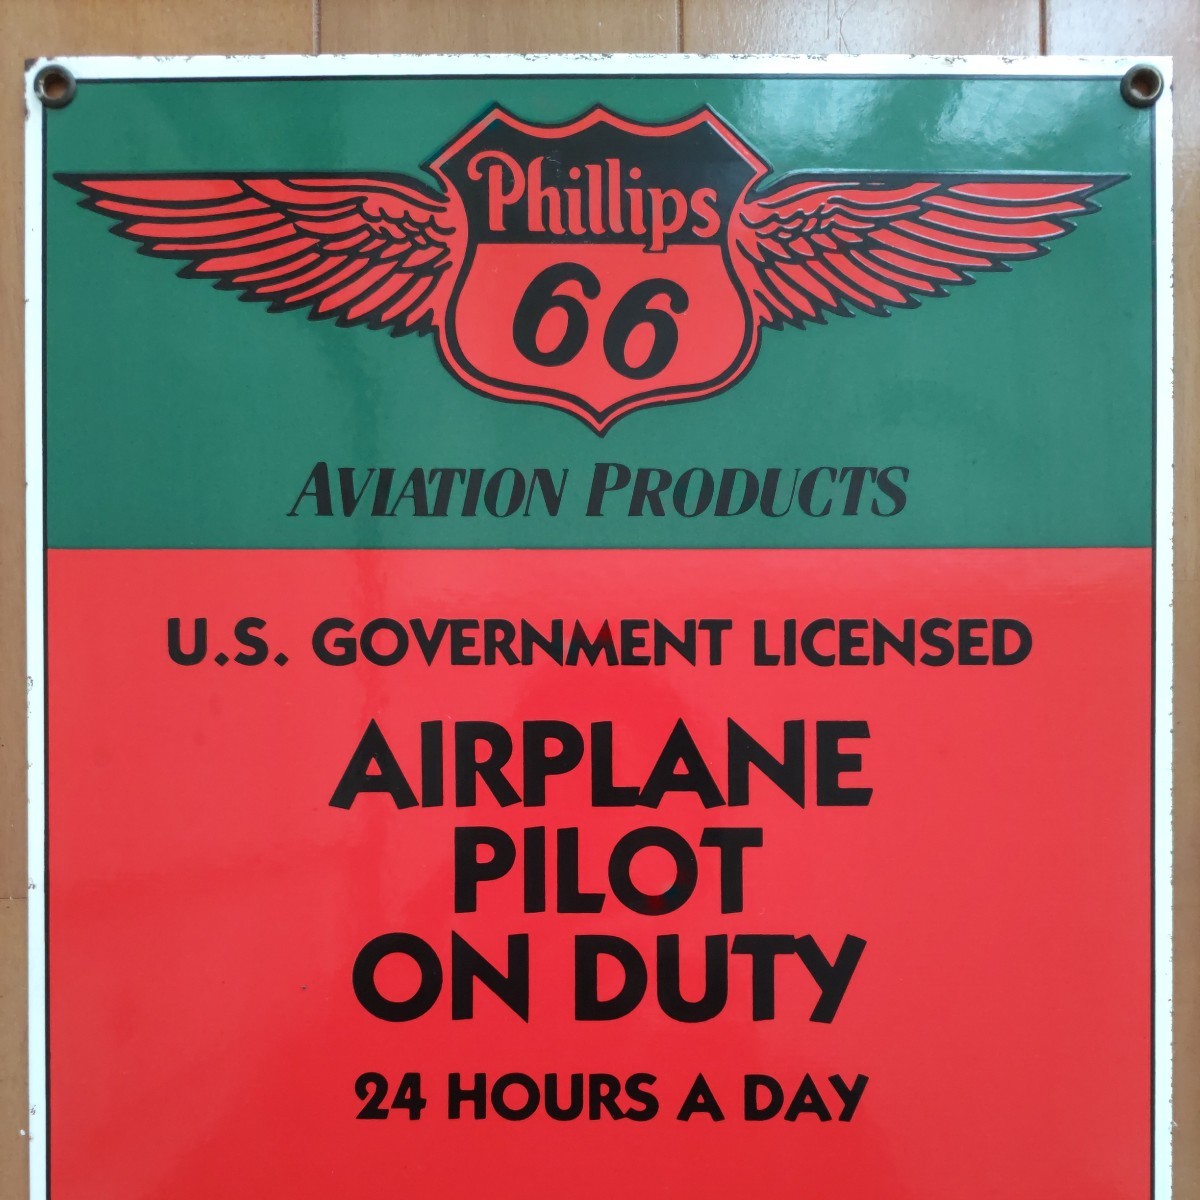 Phillips
66
AVIATION PRODUCTS
U.S. GOVERNMENT LICENSED
AIRPLANE
PILOT
ON DUTY
24 HOURS A DAY